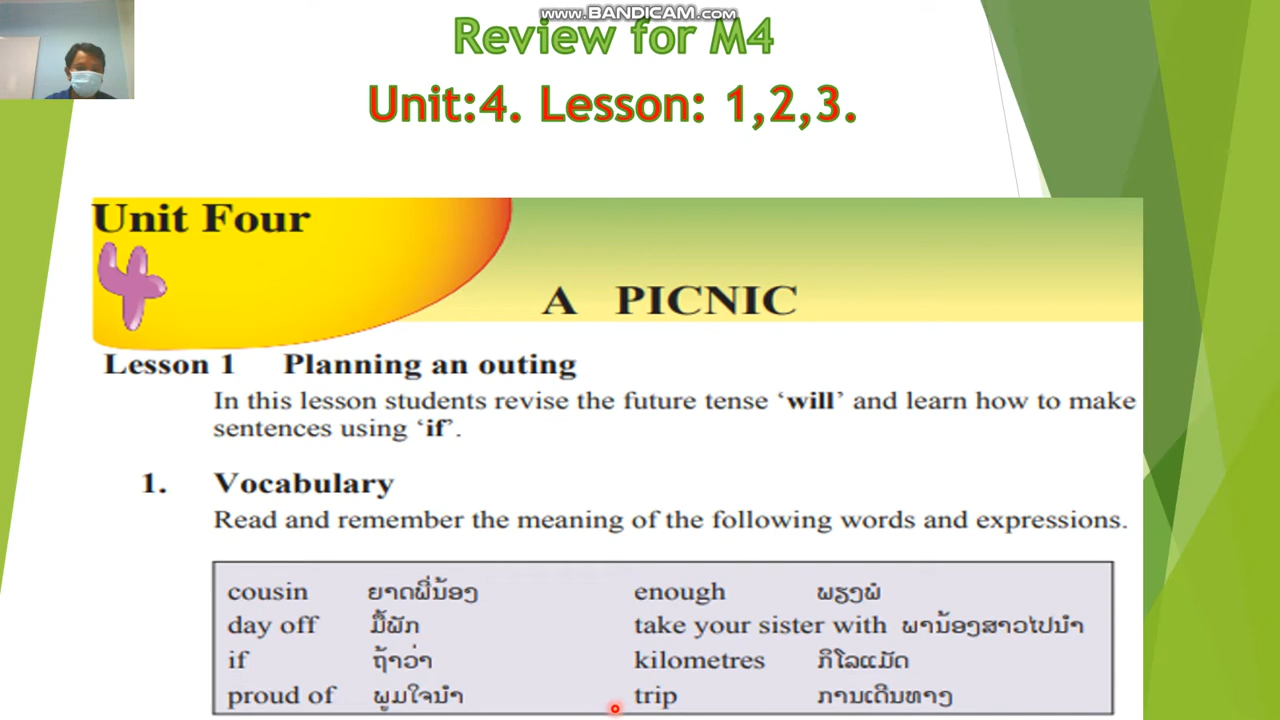 www.BANDICAM.com
Review for M4
Unit:4. Lesson: 1,2,3.
Unit Four
4
A PICNIC
Lesson 1 Planning an outing
In this lesson students revise the future tense ‘will’ and learn how to make
sentences using ‘if’.
1. Vocabulary
Read and remember the meaning of the following words and expressions.
cousin ຍາດພີ່ນ້ອງ enough ພຽງພໍ
day off ມື້ພັກ take your sister with ພານ້ອງສາວໄປນຳ
if ຖ້າວ່າ kilometres ກິໂລແມັດ
proud of ພູມໃຈນຳ trip ການເດີນທາງ